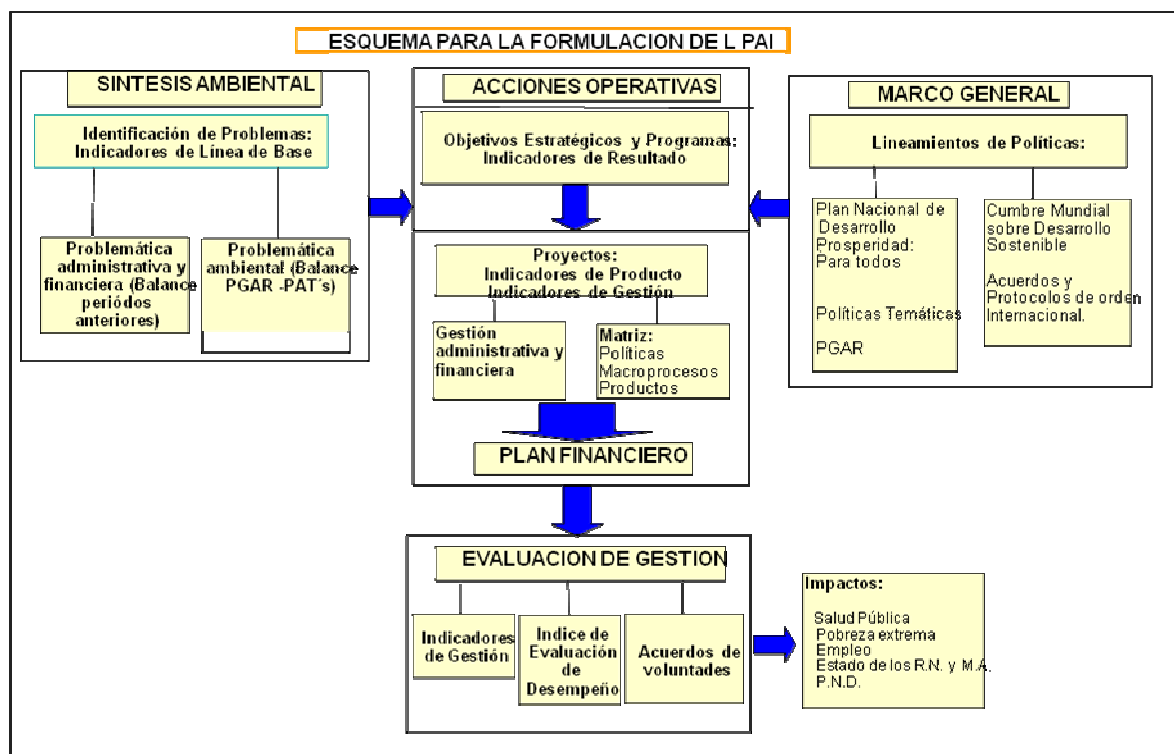 ESQUEMA PARA LA FORMULACION DE L PAI
SINTESIS AMBIENTAL
Identificación de Problemas:
Indicadores de Línea de Base
Problemática
administrativa y
financiera (Balance
periódos
anteriores)
Problemática
ambiental (Balance
PGAR -PAT´s)
ACCIONES OPERATIVAS
Objetivos Estratégicos y Programas:
Indicadores de Resultado
Proyectos:
Indicadores de Producto
Indicadores de Gestión
Gestión
administrativa y
financiera
Matriz:
Políticas
Macroprocesos
Productos
PLAN FINANCIERO
MARCO GENERAL
Lineamientos de Políticas:
Plan Nacional de
Desarrollo
Prosperidad:
Para todos
Políticas Temáticas
PGAR
Cumbre Mundial
sobre Desarrollo
Sostenible
Acuerdos y
Protocolos de orden
Internacional.
EVALUACION DE GESTION
Indicadores
de Gestión
Indice de
Evaluación
de
Desempeño
Acuerdos de
voluntades
Impactos:
Salud Pública
Pobreza extrema
Empleo
Estado de los R.N. y M.A.
P.N.D.